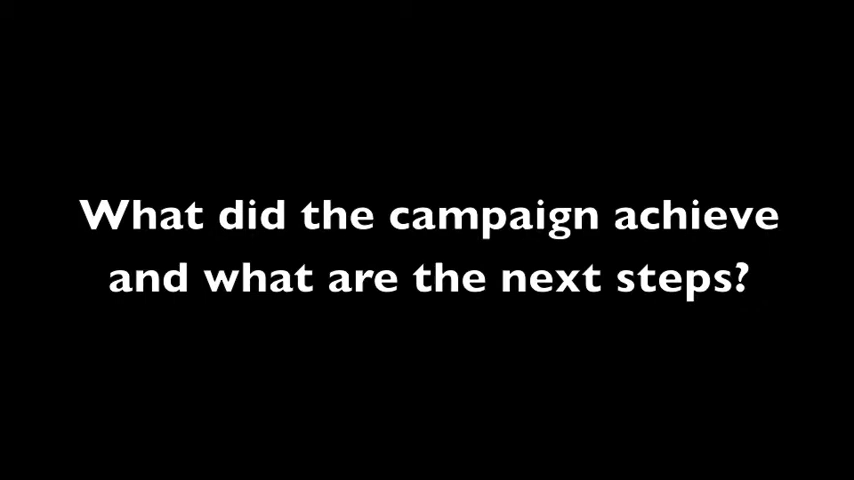 What did the campaign achieve
and what are the next steps?